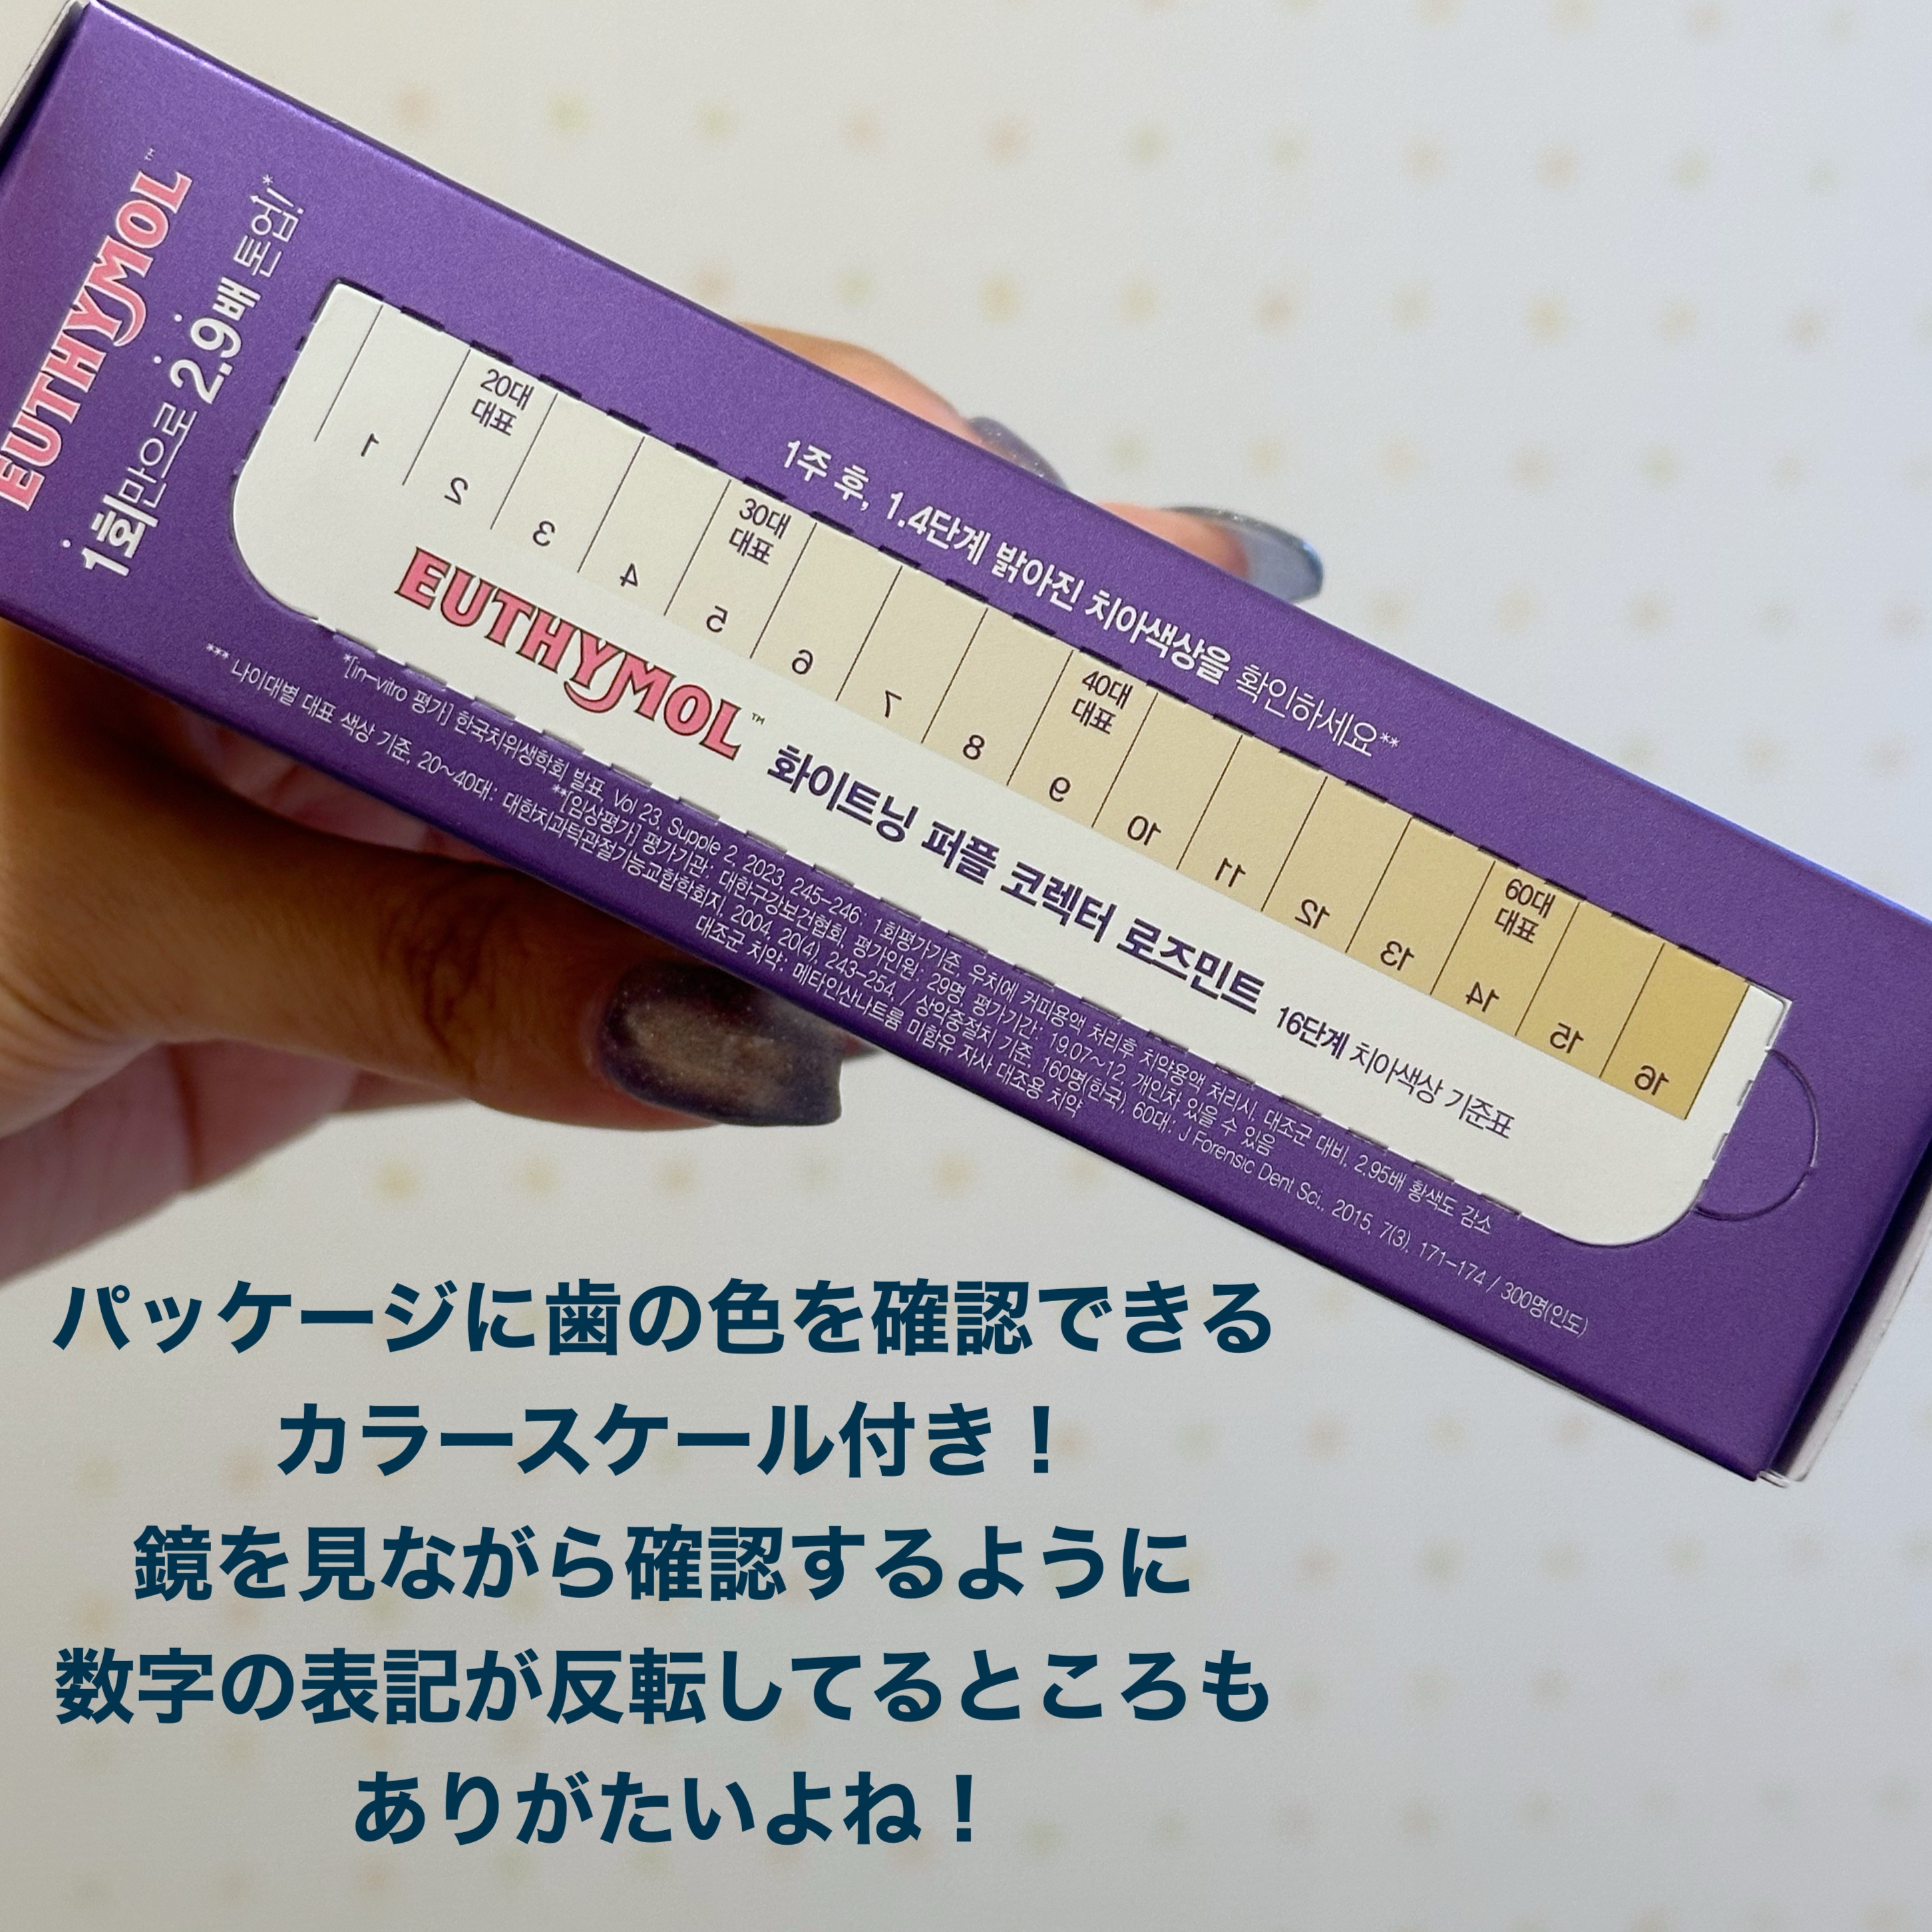 EUTHYMOL™
1회만으로 2.9배 톤업!*
1주 후, 1.4단계 밝아진 치아색상을 확인하세요**
20대
대표
30대
대표
40대
대표
60대
대표
1
2
3
4
5
6
7
8
9
10
11
12
13
14
15
16
EUTHYMOL™ 화이트닝 퍼플 코렉터 로즈민트 16단계 치아색상 기준표
*[in-vitro 평가] 한국치위생학회 발표, Vol 23, Supple 2, 2023, 245-246: 1회평가기준, 우치에 커피용액 처리후 치약용액 처리시, 대조군 대비, 2.95배 황색도 감소
**[임상평가] 평가기관: 대한구강보건협회, 평가인원: 29명, 평가기간: 19.07~12, 개인차 있을 수 있음
*** 나이대별 대표 색상 기준, 20~40대: 대한치과턱관절기능교합학회지, 2004, 20(4), 243-254, / 상악중절치 기준, 160명(한국), 60대: J Forensic Dent Sci., 2015, 7(3), 171-174 / 300명(인도)
대조군 치약: 메타인산나트륨 미함유 자사 대조용 치약
パッケージに歯の色を確認できる
カラースケール付き！
鏡を見ながら確認するように
数字の表記が反転してるところも
ありがたいよね！